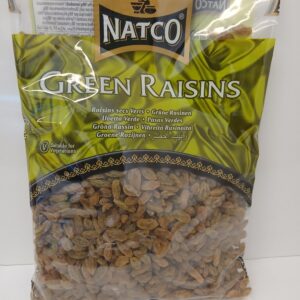 NATCO
NATCO
GREEN RAISINS
Raisins secs Verts • Grüne Rosinen
Uvetta Verde • Pasas Verdes
Gröna Russin • Vihreitä Rusinoita
Groene Rozijnen •
Suitable for
Vegetarians